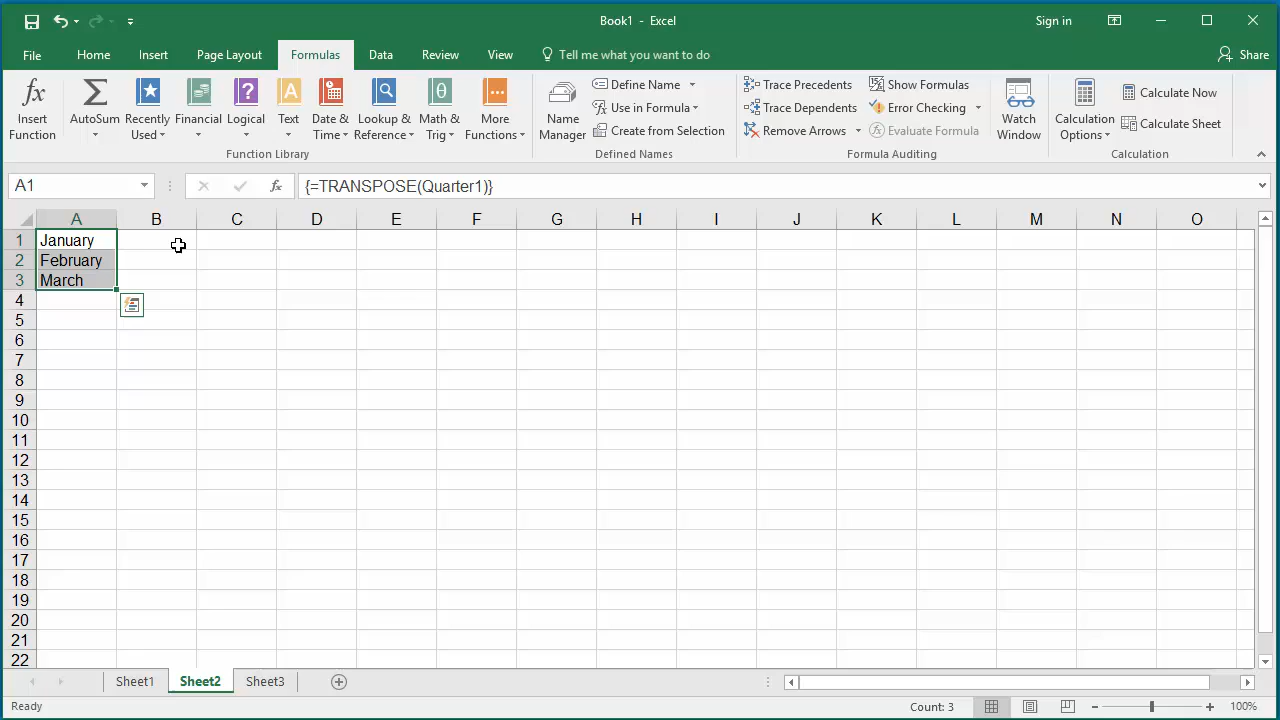 Book1 - Excel
Sign in
File Home Insert Page Layout Formulas Data Review View Tell me what you want to do Share
fx Σ ? A θ
Insert Function
AutoSum
Recently Used
Financial
Logical
Text
Date & Time
Lookup & Reference
Math & Trig
More Functions
Function Library
Name Manager
Define Name
Use in Formula
Create from Selection
Defined Names
Trace Precedents
Trace Dependents
Remove Arrows
Show Formulas
Error Checking
Evaluate Formula
Formula Auditing
Watch Window
Calculation Options
Calculate Now
Calculate Sheet
Calculation
A1 fx {=TRANSPOSE(Quarter1)}
A B C D E F G H I J K L M N O
1 January
2 February
3 March
4
5
6
7
8
9
10
11
12
13
14
15
16
17
18
19
20
21
22
Sheet1 Sheet2 Sheet3
Ready Count: 3 100%